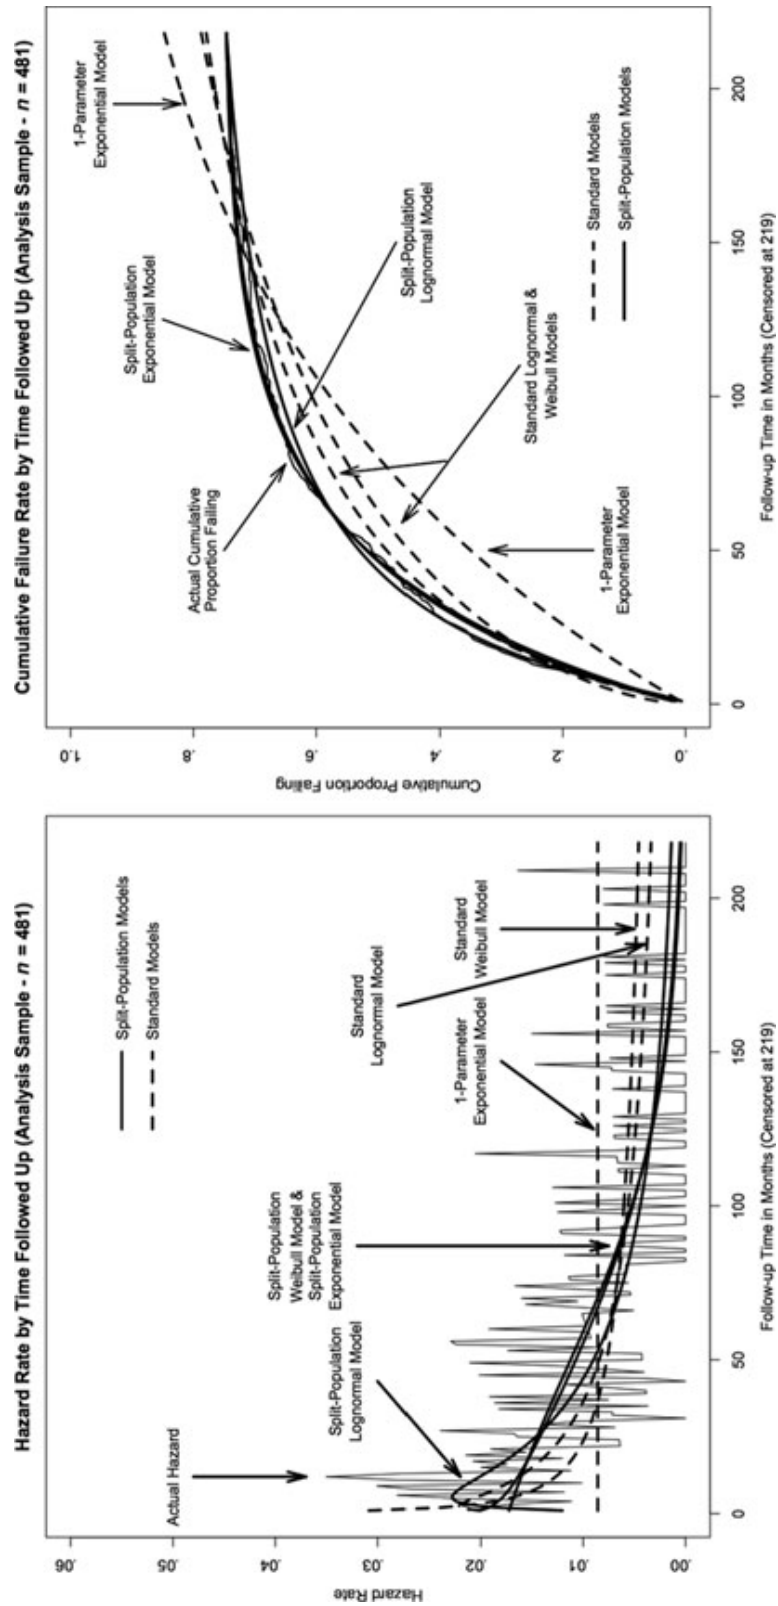 Hazard Rate by Time Followed Up (Analysis Sample - n = 481)
Hazard Rate
.06
.05
.04
.03
.02
.01
.00
Split-Population Models
Standard Models
Actual Hazard
Split-Population
Lognormal Model
Split-Population
Weibull Model &
Split-Population
Exponential Model
1-Parameter
Exponential Model
Standard
Lognormal Model
Standard
Weibull Model
0
50
100
150
200
Follow-up Time in Months (Censored at 219)
Cumulative Failure Rate by Time Followed Up (Analysis Sample - n = 481)
Cumulative Proportion Failing
1.0
.8
.6
.4
.2
.0
1-Parameter
Exponential Model
Split-Population
Exponential Model
Actual Cumulative
Proportion Failing
Split-Population
Lognormal Model
Standard Lognormal &
Weibull Models
1-Parameter
Exponential Model
Standard Models
Split-Population Models
0
50
100
150
200
Follow-up Time in Months (Censored at 219)